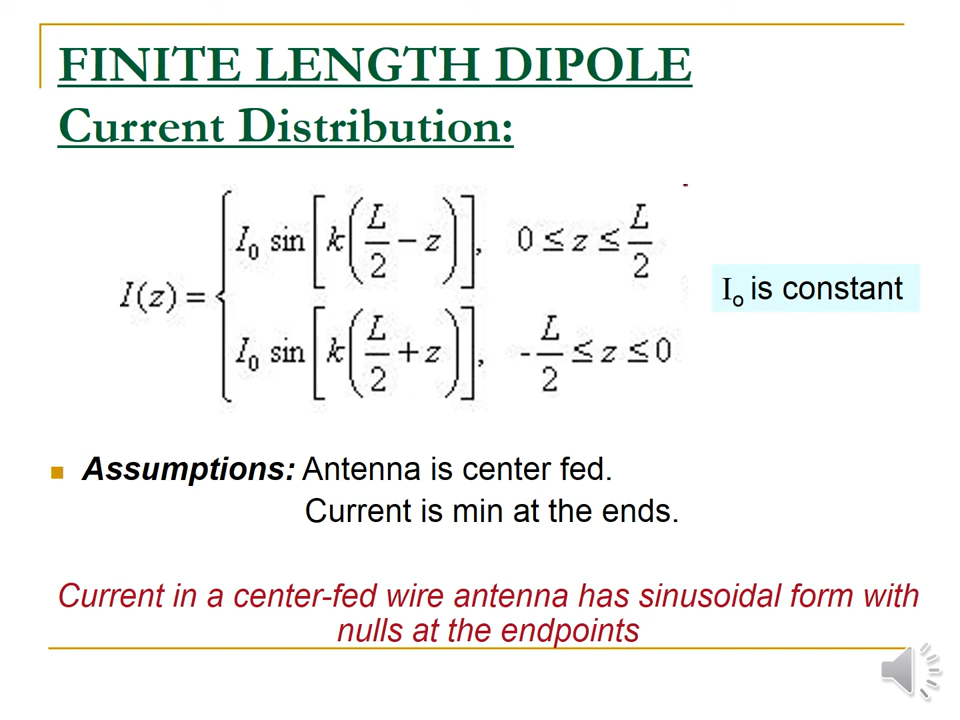 FINITE LENGTH DIPOLE
Current Distribution:
I(z) = { I₀ sin[k(L/2 − z)], 0 ≤ z ≤ L/2
I₀ sin[k(L/2 + z)], -L/2 ≤ z ≤ 0
Iₒ is constant
Assumptions: Antenna is center fed.
Current is min at the ends.
Current in a center-fed wire antenna has sinusoidal form with
nulls at the endpoints